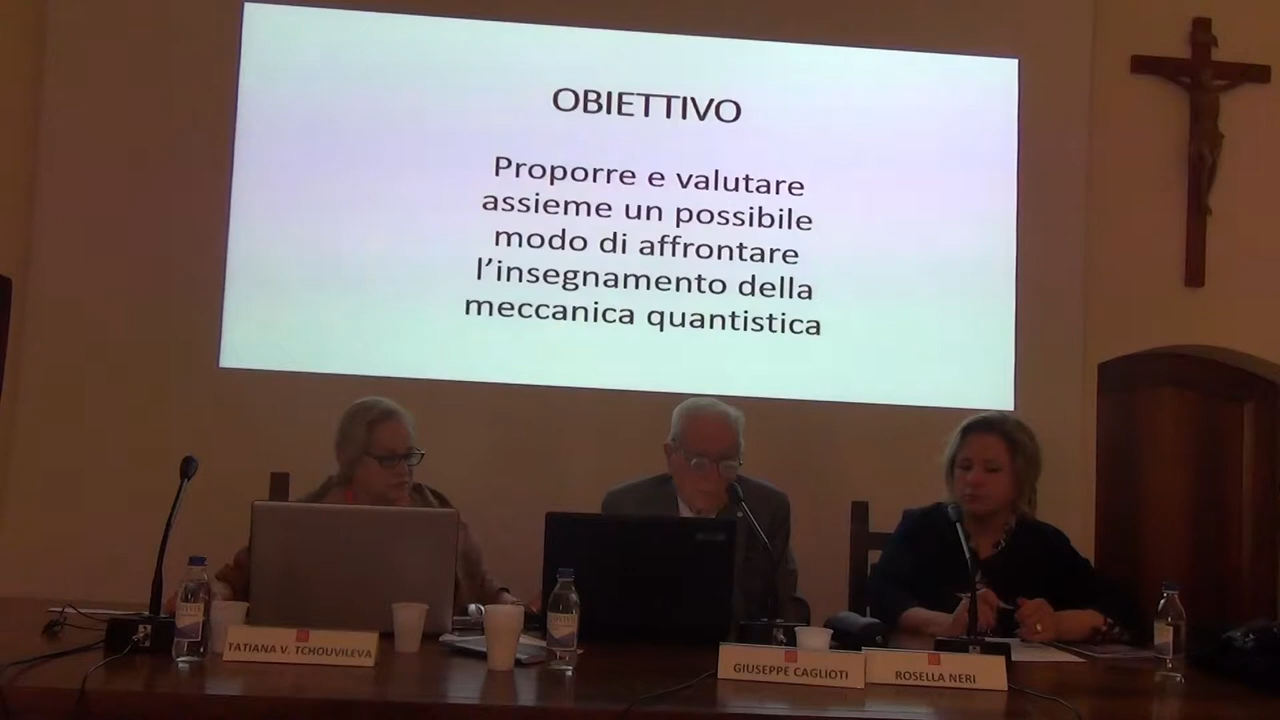 OBIETTIVO
Proporre e valutare
assieme un possibile
modo di affrontare
l'insegnamento della
meccanica quantistica
TATIANA V. TCHOUVILEVA
GIUSEPPE CAGLIOTI
ROSELLA NERI